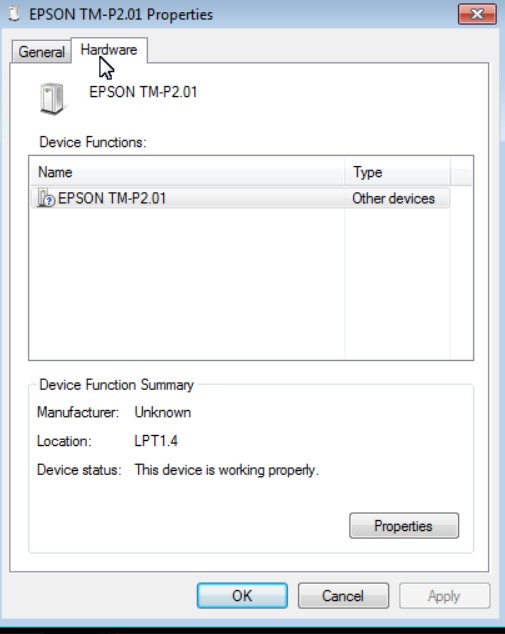 EPSON TM-P2.01 Properties
General Hardware
EPSON TM-P2.01
Device Functions:
Name Type
EPSON TM-P2.01 Other devices
Device Function Summary
Manufacturer: Unknown
Location: LPT1.4
Device status: This device is working properly.
Properties
OK Cancel Apply